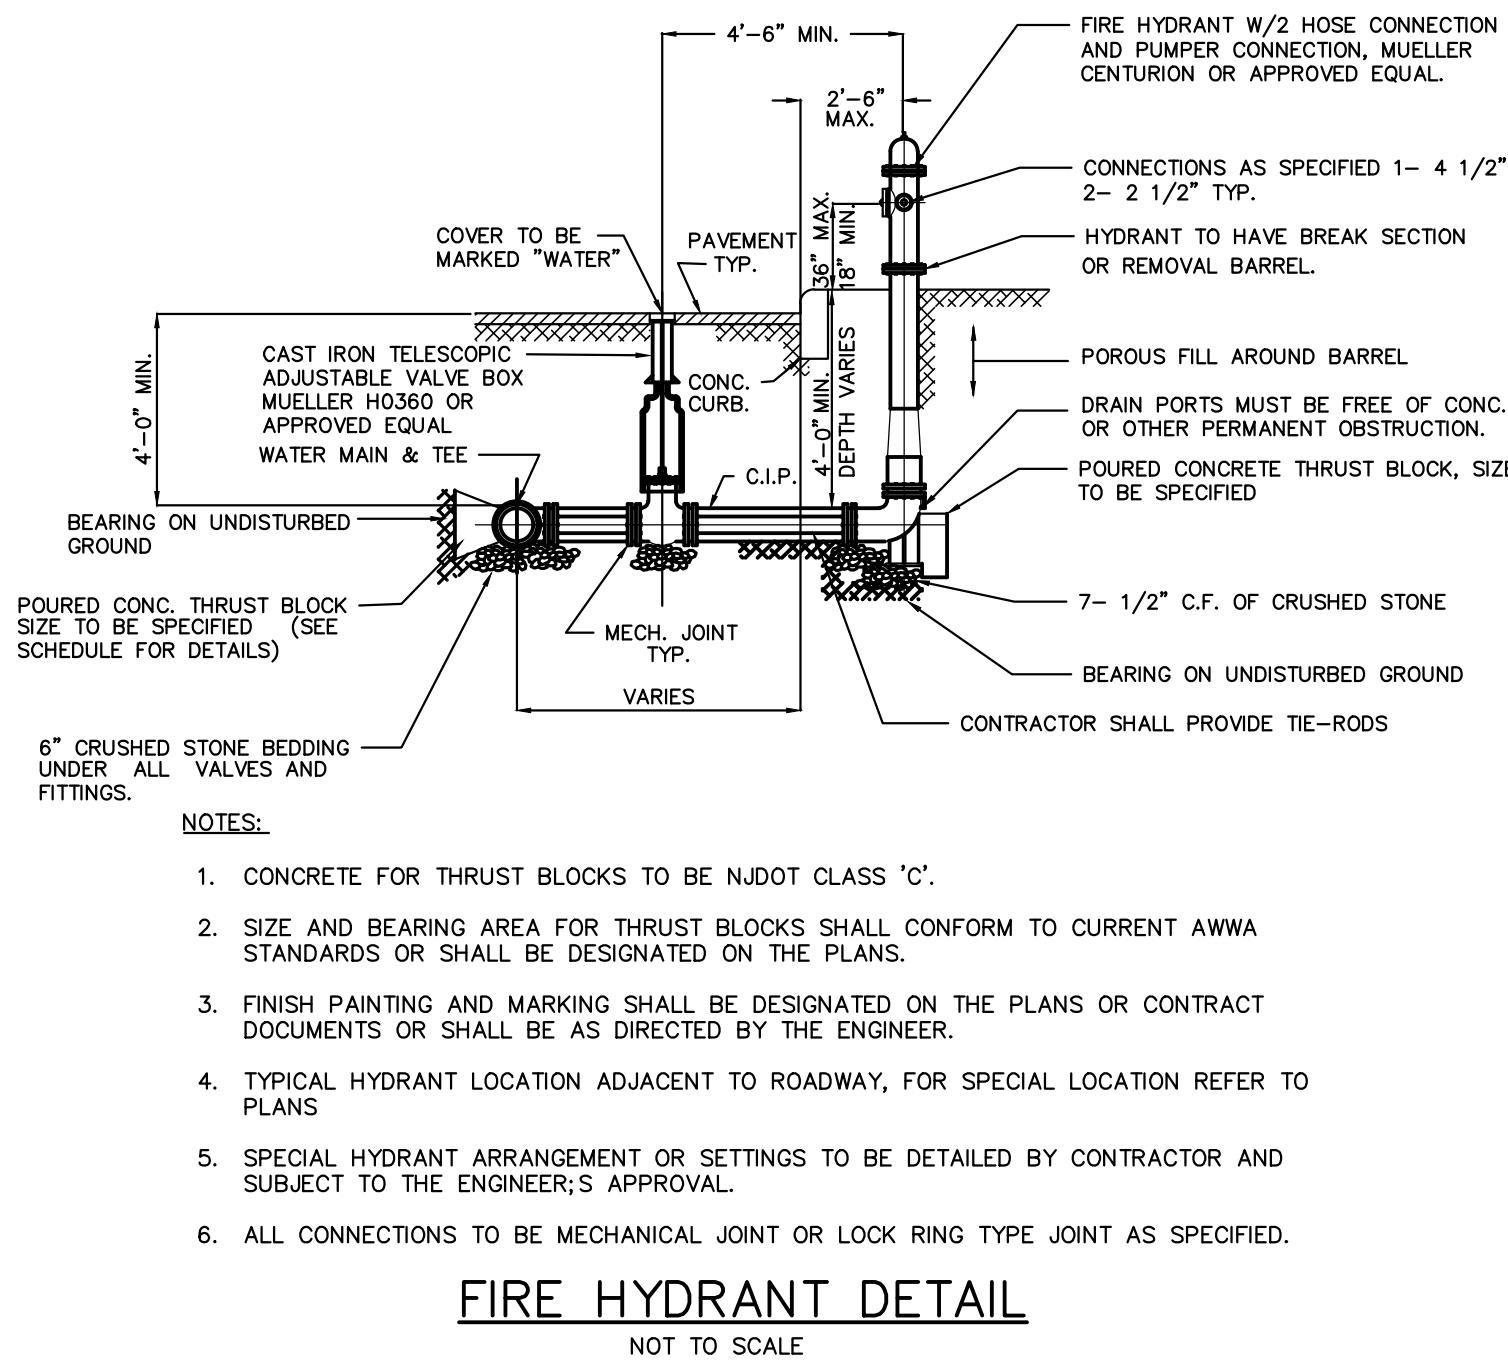 4'-6" MIN.
FIRE HYDRANT W/2 HOSE CONNECTION
AND PUMPER CONNECTION, MUELLER
CENTURION OR APPROVED EQUAL.
2'-6"
MAX.
CONNECTIONS AS SPECIFIED 1- 4 1/2"
2- 2 1/2" TYP.
36" MAX.
18" MIN.
COVER TO BE
MARKED "WATER"
PAVEMENT
TYP.
HYDRANT TO HAVE BREAK SECTION
OR REMOVAL BARREL.
4'-0" MIN.
CAST IRON TELESCOPIC
ADJUSTABLE VALVE BOX
MUELLER H0360 OR
APPROVED EQUAL
CONC.
CURB.
4'-0" MIN.
DEPTH VARIES
POROUS FILL AROUND BARREL
DRAIN PORTS MUST BE FREE OF CONC.
OR OTHER PERMANENT OBSTRUCTION.
WATER MAIN & TEE
C.I.P.
POURED CONCRETE THRUST BLOCK, SIZE
TO BE SPECIFIED
BEARING ON UNDISTURBED
GROUND
POURED CONC. THRUST BLOCK
SIZE TO BE SPECIFIED (SEE
SCHEDULE FOR DETAILS)
MECH. JOINT
TYP.
7- 1/2" C.F. OF CRUSHED STONE
BEARING ON UNDISTURBED GROUND
VARIES
CONTRACTOR SHALL PROVIDE TIE-RODS
6" CRUSHED STONE BEDDING
UNDER ALL VALVES AND
FITTINGS.
NOTES:
1. CONCRETE FOR THRUST BLOCKS TO BE NJDOT CLASS 'C'.
2. SIZE AND BEARING AREA FOR THRUST BLOCKS SHALL CONFORM TO CURRENT AWWA
STANDARDS OR SHALL BE DESIGNATED ON THE PLANS.
3. FINISH PAINTING AND MARKING SHALL BE DESIGNATED ON THE PLANS OR CONTRACT
DOCUMENTS OR SHALL BE AS DIRECTED BY THE ENGINEER.
4. TYPICAL HYDRANT LOCATION ADJACENT TO ROADWAY, FOR SPECIAL LOCATION REFER TO
PLANS
5. SPECIAL HYDRANT ARRANGEMENT OR SETTINGS TO BE DETAILED BY CONTRACTOR AND
SUBJECT TO THE ENGINEER;S APPROVAL.
6. ALL CONNECTIONS TO BE MECHANICAL JOINT OR LOCK RING TYPE JOINT AS SPECIFIED.
FIRE HYDRANT DETAIL
NOT TO SCALE